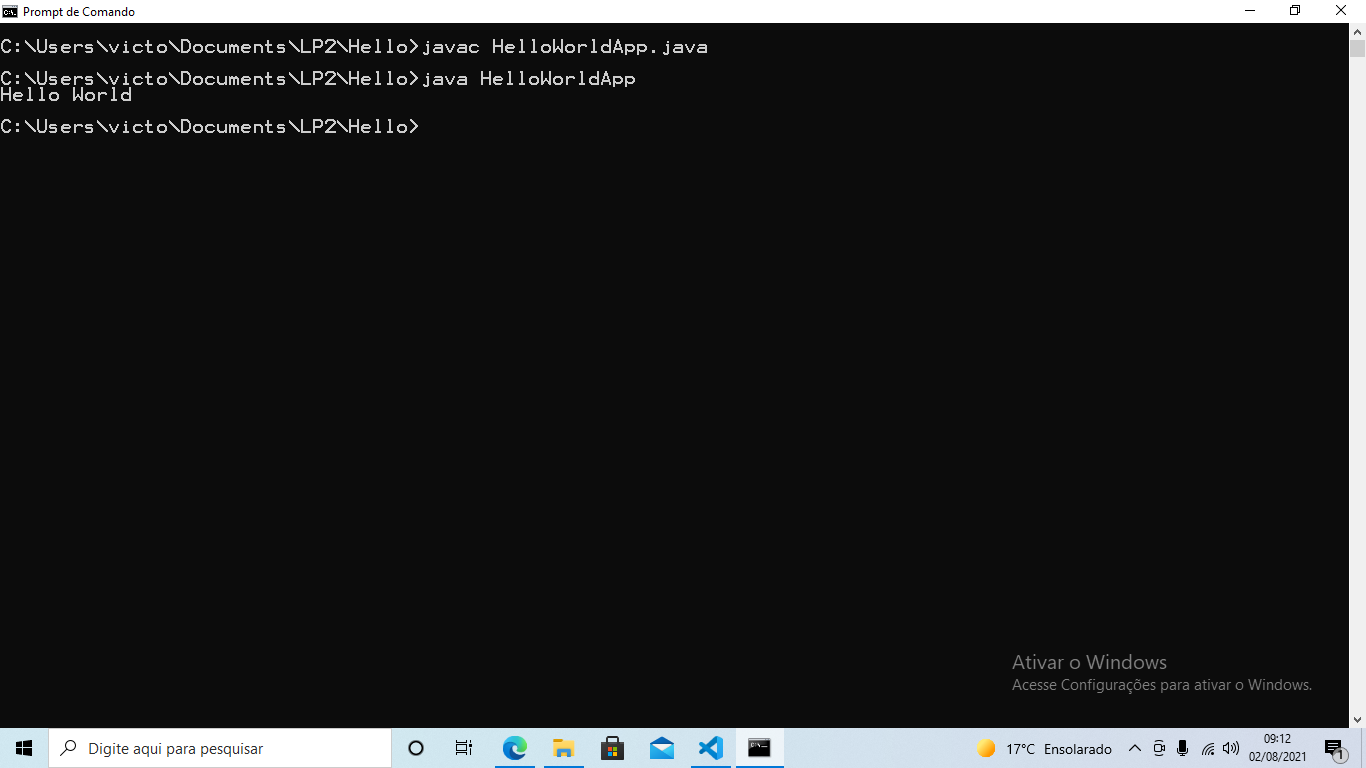 Prompt de Comando
C:\Users\victo\Documents\LP2\Hello>javac HelloWorldApp.java
C:\Users\victo\Documents\LP2\Hello>java HelloWorldApp
Hello World
C:\Users\victo\Documents\LP2\Hello>
Ativar o Windows
Acesse Configurações para ativar o Windows.
Digite aqui para pesquisar
17°C Ensolarado
09:12
02/08/2021
1